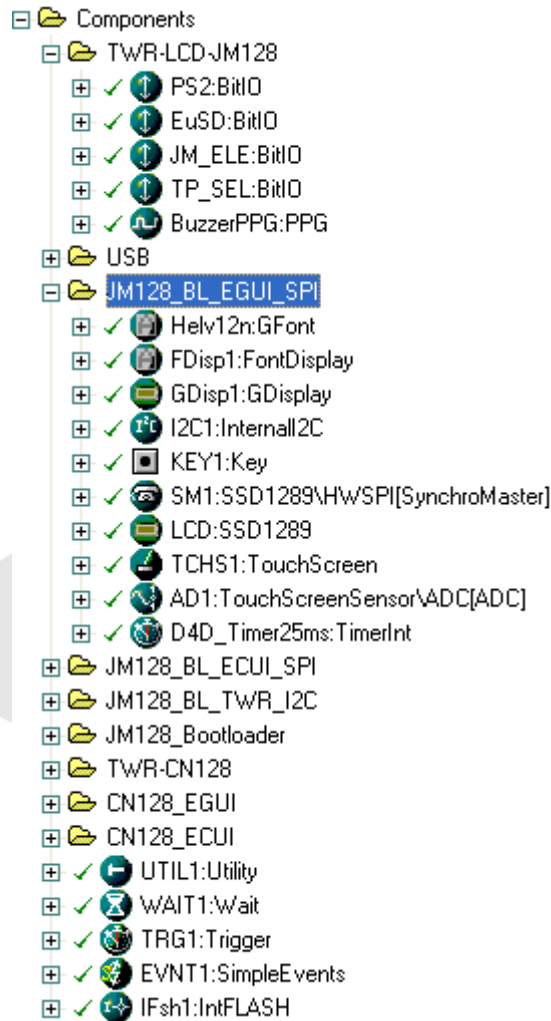 Components
TWR-LCD-JM128
PS2:BitIO
EuSD:BitIO
JM_ELE:BitIO
TP_SEL:BitIO
BuzzerPPG:PPG
USB
JM128_BL_EGUI_SPI
Helv12n:GFont
FDisp1:FontDisplay
GDisp1:GDisplay
I2C1:InternalI2C
KEY1:Key
SM1:SSD1289\HWSPI[SynchroMaster]
LCD:SSD1289
TCHS1:TouchScreen
AD1:TouchScreenSensor\ADC[ADC]
D4D_Timer25ms:TimerInt
JM128_BL_ECUI_SPI
JM128_BL_TWR_I2C
JM128_Bootloader
TWR-CN128
CN128_EGUI
CN128_ECUI
UTIL1:Utility
WAIT1:Wait
TRG1:Trigger
EVNT1:SimpleEvents
IFsh1:IntFLASH